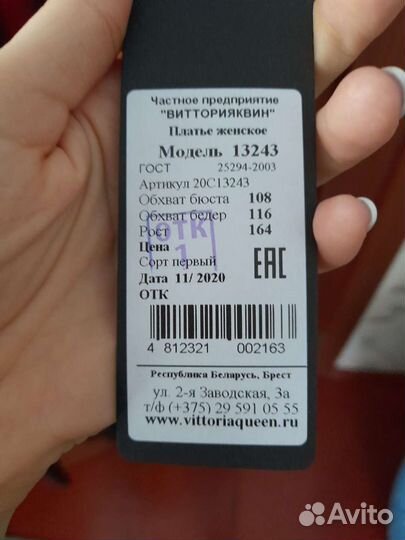 Частное предприятие
"ВИТТОРИЯКВИН"
Платье женское
Модель 13243
ГОСТ 25294-2003
Артикул 20С13243
Обхват бюста 108
Обхват бедер 116
Рост 164
ОТК
1
Цена
Сорт первый
Дата 11/ 2020
ОТК
ЕАС
4 812321 002163
Республика Беларусь, Брест
ул. 2-я Заводская, 3а
т/ф (+375) 29 591 05 55
www.vittoriaqueen.ru
Avito